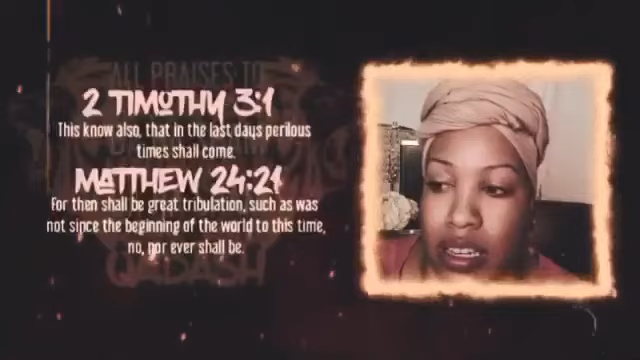 ALL PRAISES TO
2 TIMOTHY 3:1
This know also, that in the last days perilous
times shall come.
MATTHEW 24:21
For then shall be great tribulation, such as was
not since the beginning of the world to this time,
no, nor ever shall be.
QADASH